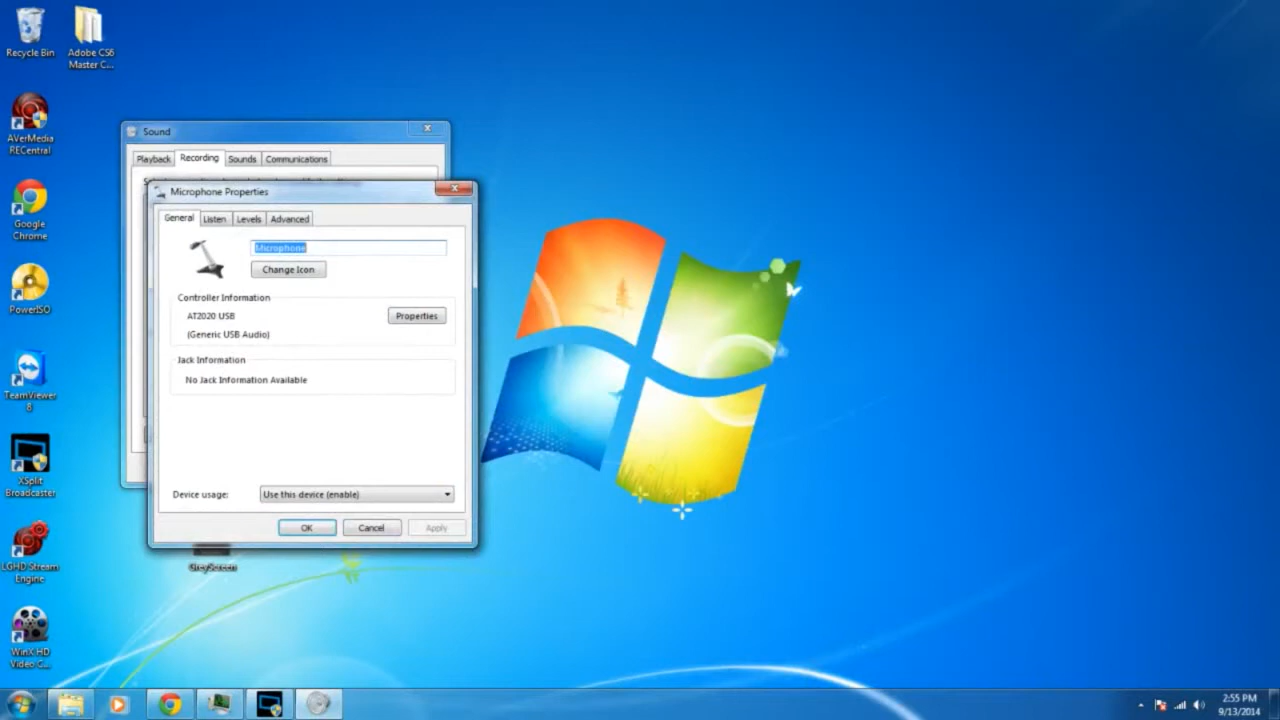 Recycle Bin
Adobe CS6
Master C...
AVerMedia
RECentral
Google
Chrome
PowerISO
TeamViewer
8
XSplit
Broadcaster
LGHD Stream
Engine
WinX HD
Video C...
Sound
Playback
Recording
Sounds
Communications
Microphone Properties
General
Listen
Levels
Advanced
Microphone
Change Icon
Controller Information
AT2020 USB
Properties
(Generic USB Audio)
Jack Information
No Jack Information Available
Device usage:
Use this device (enable)
OK
Cancel
Apply
GreyScreen
2:55 PM
9/13/2014